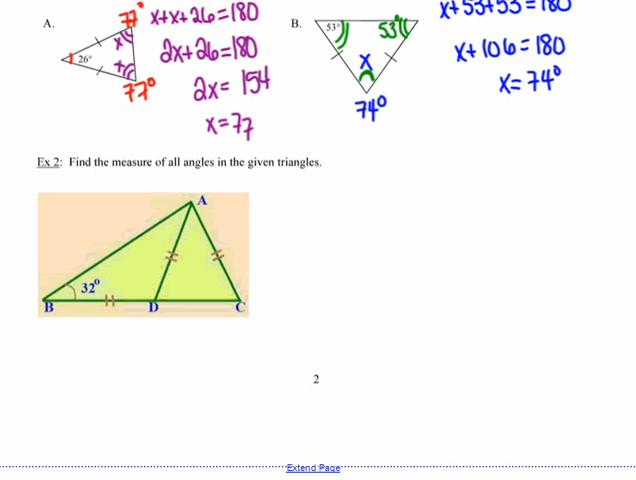 A.
77°
x+x+26=180
26°
x
x
77°
2x+26=180
2x= 154
x=77
B.
53°
53°
x
74°
x+53+53=180
x+106=180
x=74°
Ex 2: Find the measure of all angles in the given triangles.
A
32°
B
D
C
2
Extend Page